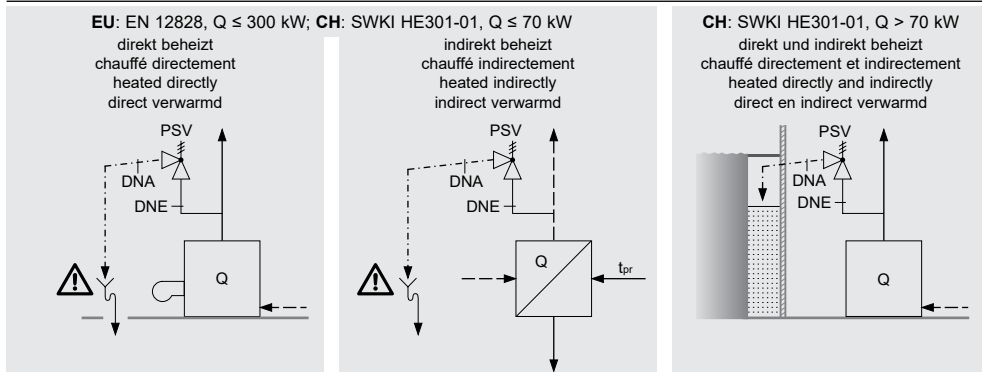 EU: EN 12828, Q ≤ 300 kW; CH: SWKI HE301-01, Q ≤ 70 kW
direkt beheizt
chauffé directement
heated directly
direct verwarmd
PSV
DNA
DNE
Q
indirekt beheizt
chauffé indirectement
heated indirectly
indirect verwarmd
PSV
DNA
DNE
Q
tpr
CH: SWKI HE301-01, Q > 70 kW
direkt und indirekt beheizt
chauffé directement et indirectement
heated directly and indirectly
direct en indirect verwarmd
PSV
DNA
DNE
Q